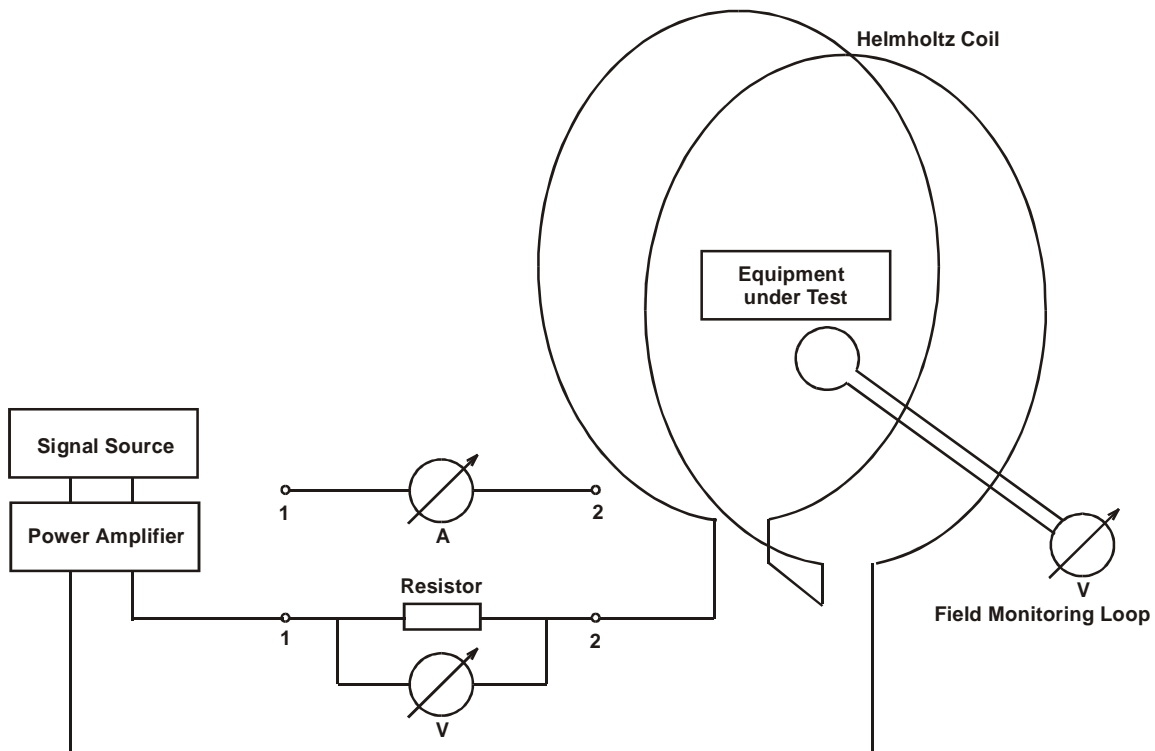 Helmholtz Coil
Equipment
under Test
Signal Source
Power Amplifier
1
A
2
Resistor
1
2
V
V
Field Monitoring Loop